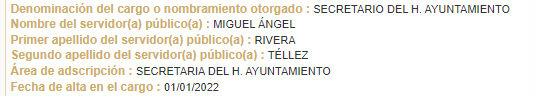 Denominación del cargo o nombramiento otorgado : SECRETARIO DEL H. AYUNTAMIENTO
Nombre del servidor(a) público(a) : MIGUEL ÁNGEL
Primer apellido del servidor(a) público(a) : RIVERA
Segundo apellido del servidor(a) público(a) : TÉLLEZ
Área de adscripción : SECRETARIA DEL H. AYUNTAMIENTO
Fecha de alta en el cargo : 01/01/2022